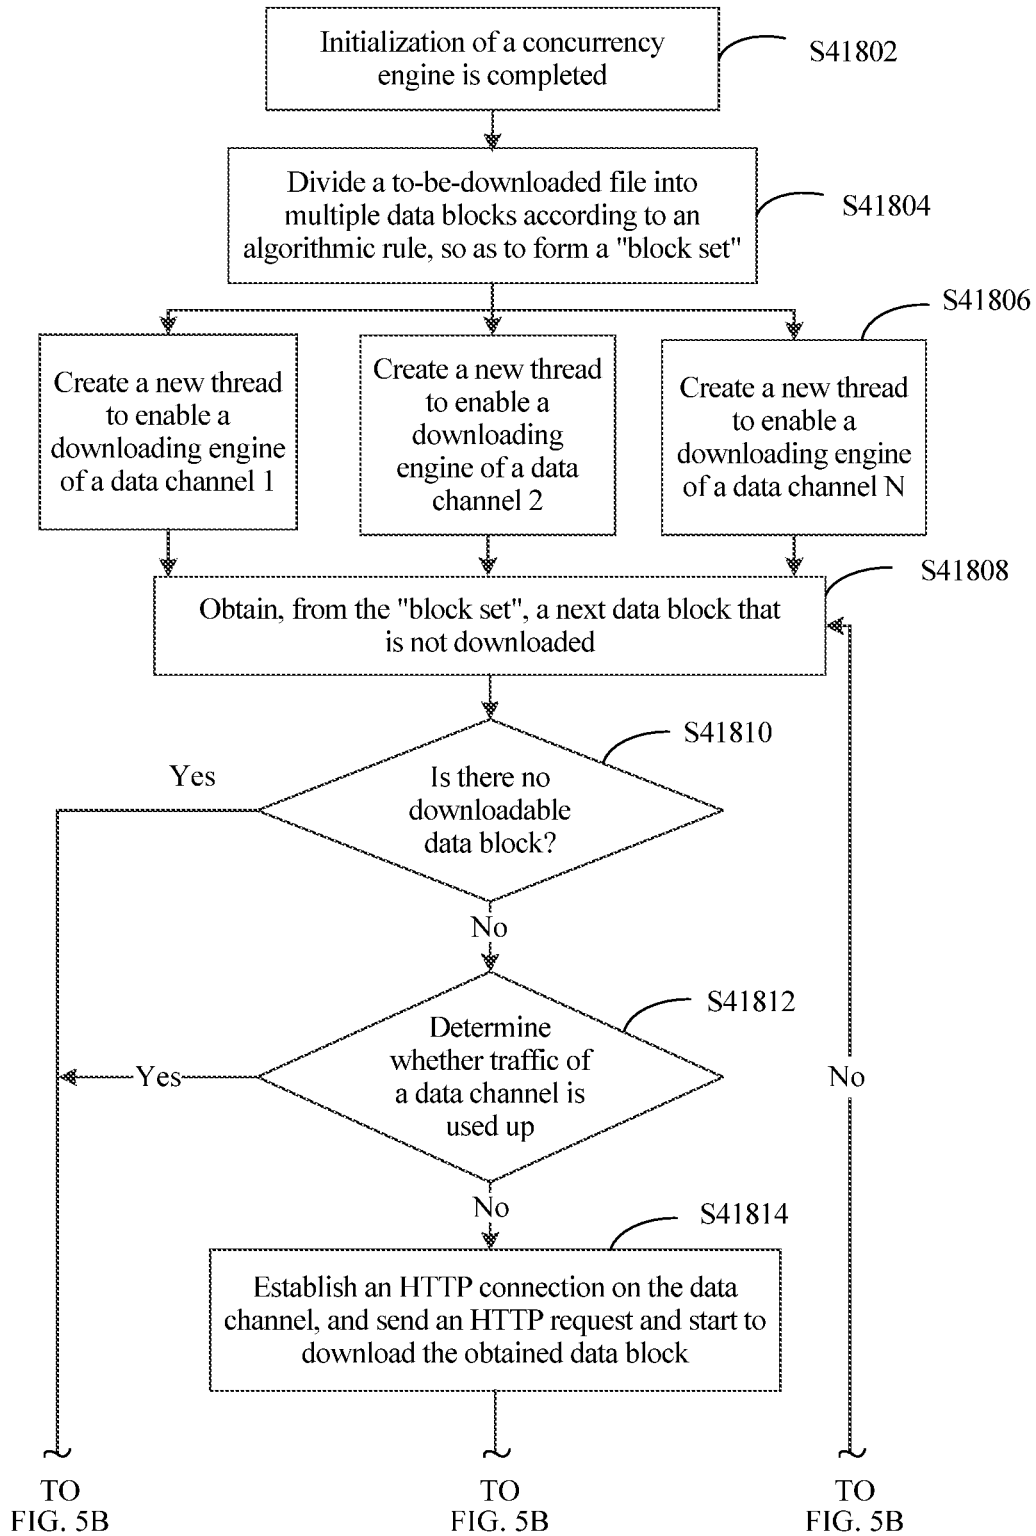 Initialization of a concurrency
engine is completed
S41802
Divide a to-be-downloaded file into
multiple data blocks according to an
algorithmic rule, so as to form a "block set"
S41804
S41806
Create a new thread
to enable a
downloading engine
of a data channel 1
Create a new thread
to enable a
downloading
engine of a data
channel 2
Create a new thread
to enable a
downloading engine
of a data channel N
S41808
Obtain, from the "block set", a next data block that
is not downloaded
S41810
Yes
Is there no
downloadable
data block?
No
S41812
Determine
whether traffic of
a data channel is
used up
Yes
No
No
S41814
Establish an HTTP connection on the data
channel, and send an HTTP request and start to
download the obtained data block
TO
FIG. 5B
TO
FIG. 5B
TO
FIG. 5B